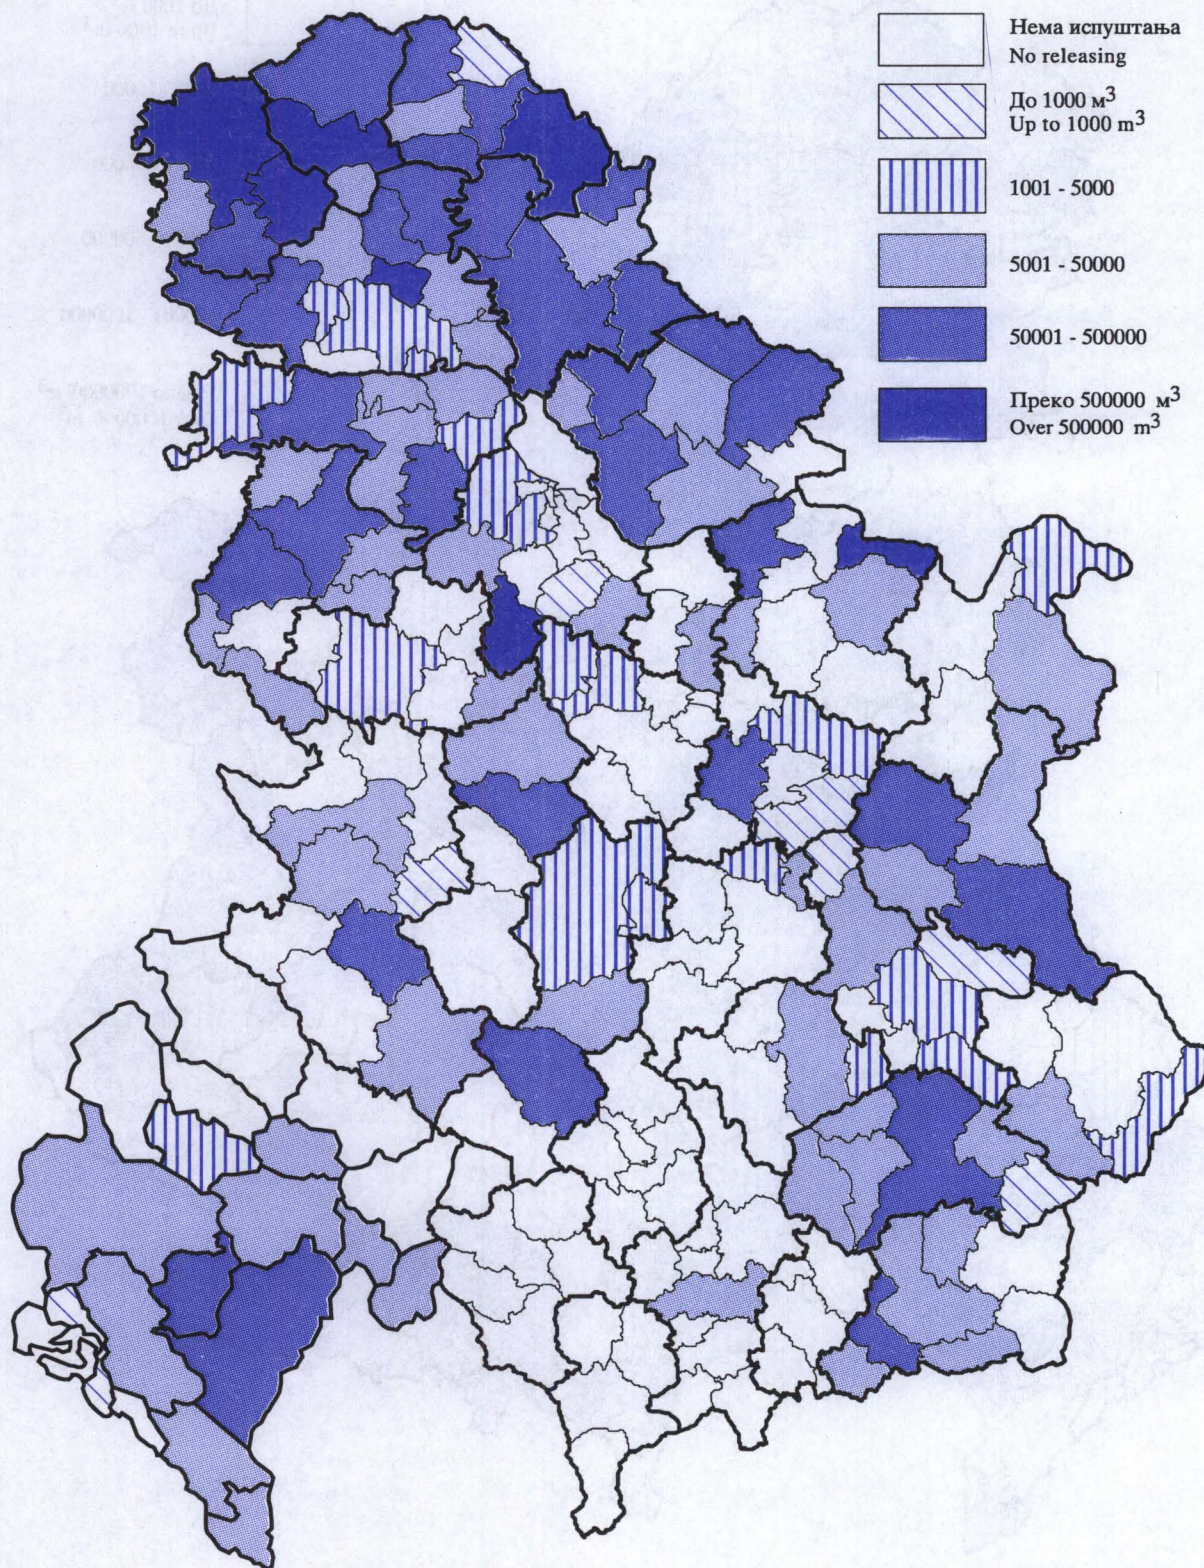 Нема испуштања
No releasing
До 1000 м³
Up to 1000 m³
1001 - 5000
5001 - 50000
50001 - 500000
Преко 500000 м³
Over 500000 m³